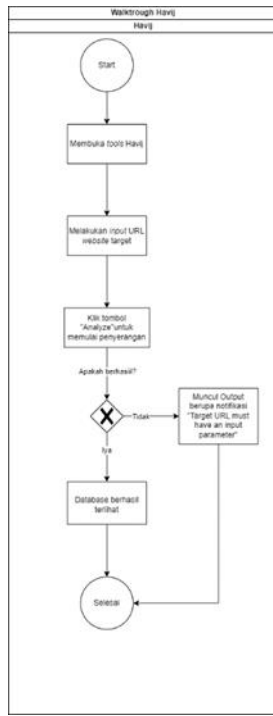 Walktrough Havij
Havij
Start
Membuka tools Havij
Melakukan input URL
website target
Klik tombol
"Analyze"untuk
memulai penyerangan
Apakah berhasil?
Tidak
Muncul Output
berupa notifikasi
"Target URL must
have an input
parameter"
Iya
Database berhasil
terlihat
Selesai